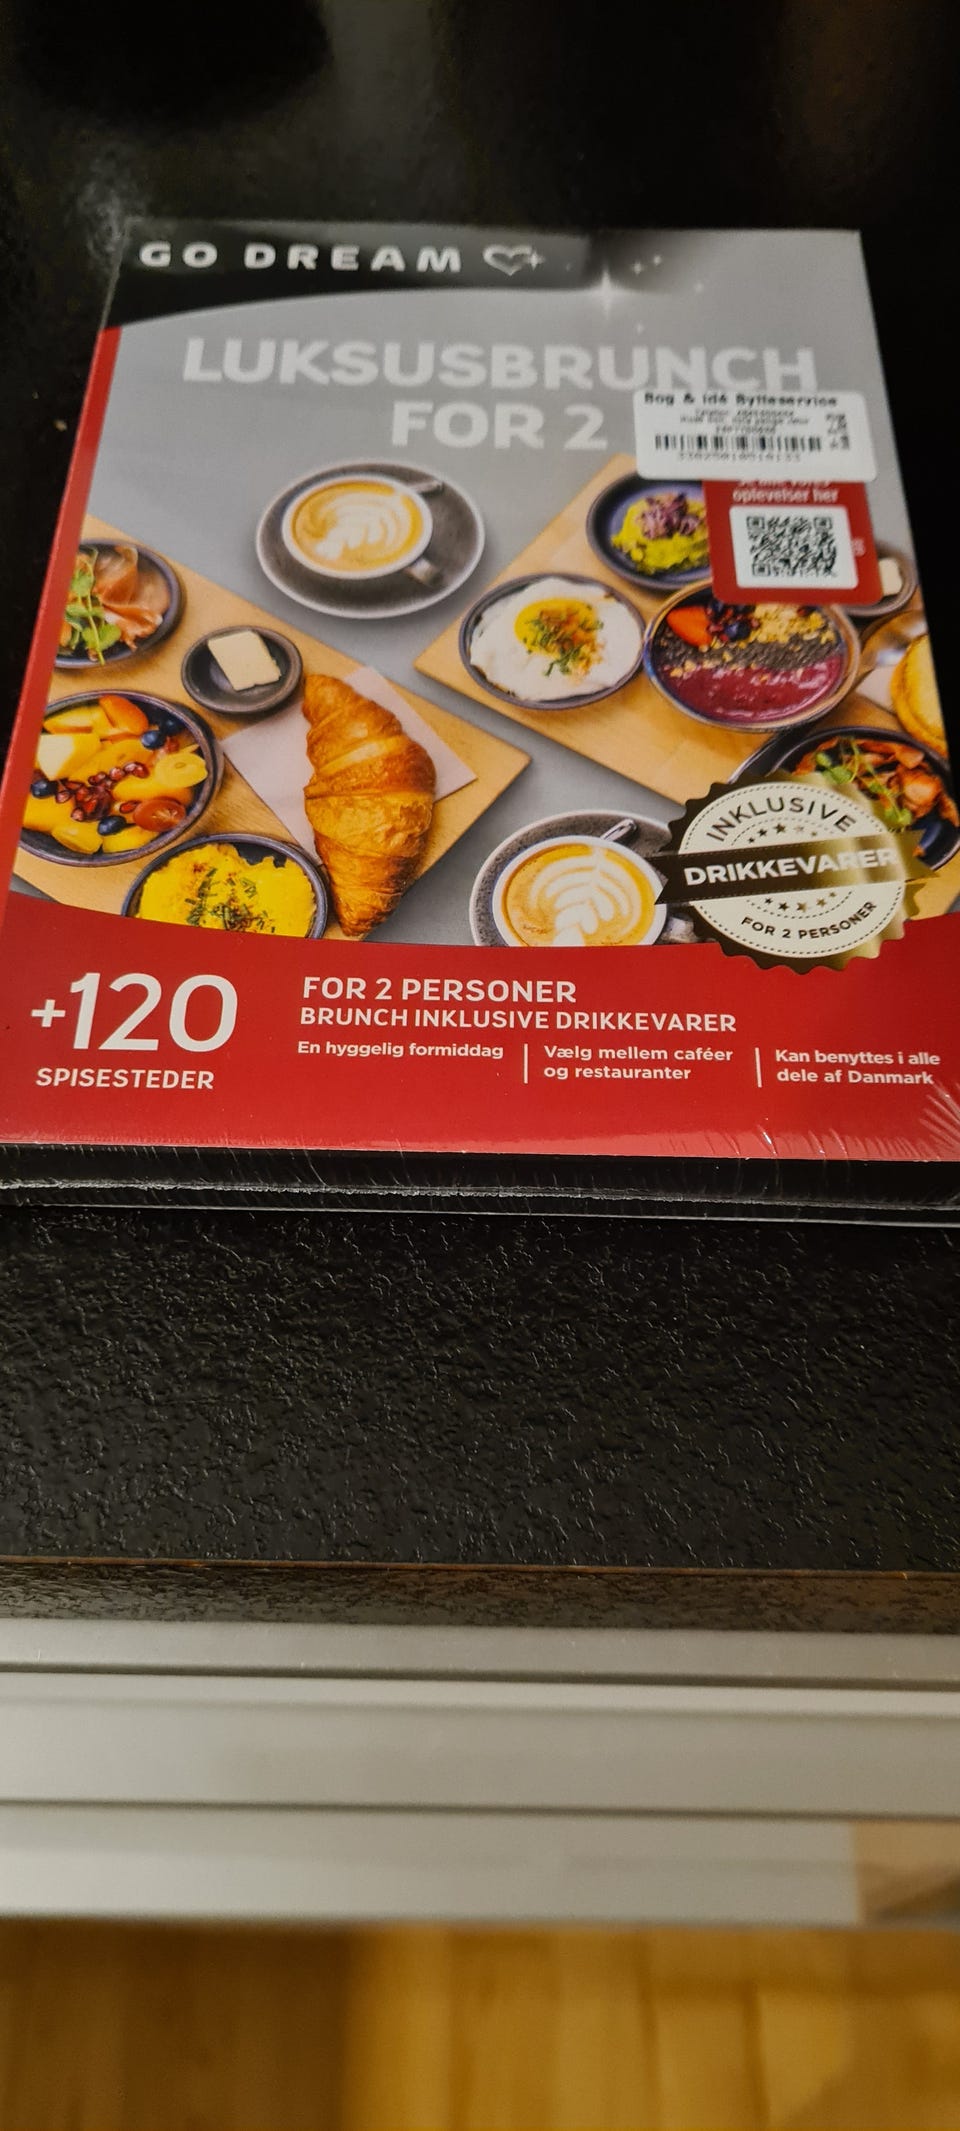 GO DREAM
LUKSUSBRUNCH
FOR 2
Bog & idé Bytteservice
oplevelser her
INKLUSIVE
DRIKKEVARER
FOR 2 PERSONER
+120
SPISESTEDER
FOR 2 PERSONER
BRUNCH INKLUSIVE DRIKKEVARER
En hyggelig formiddag
Vælg mellem caféer
og restauranter
Kan benyttes i alle
dele af Danmark